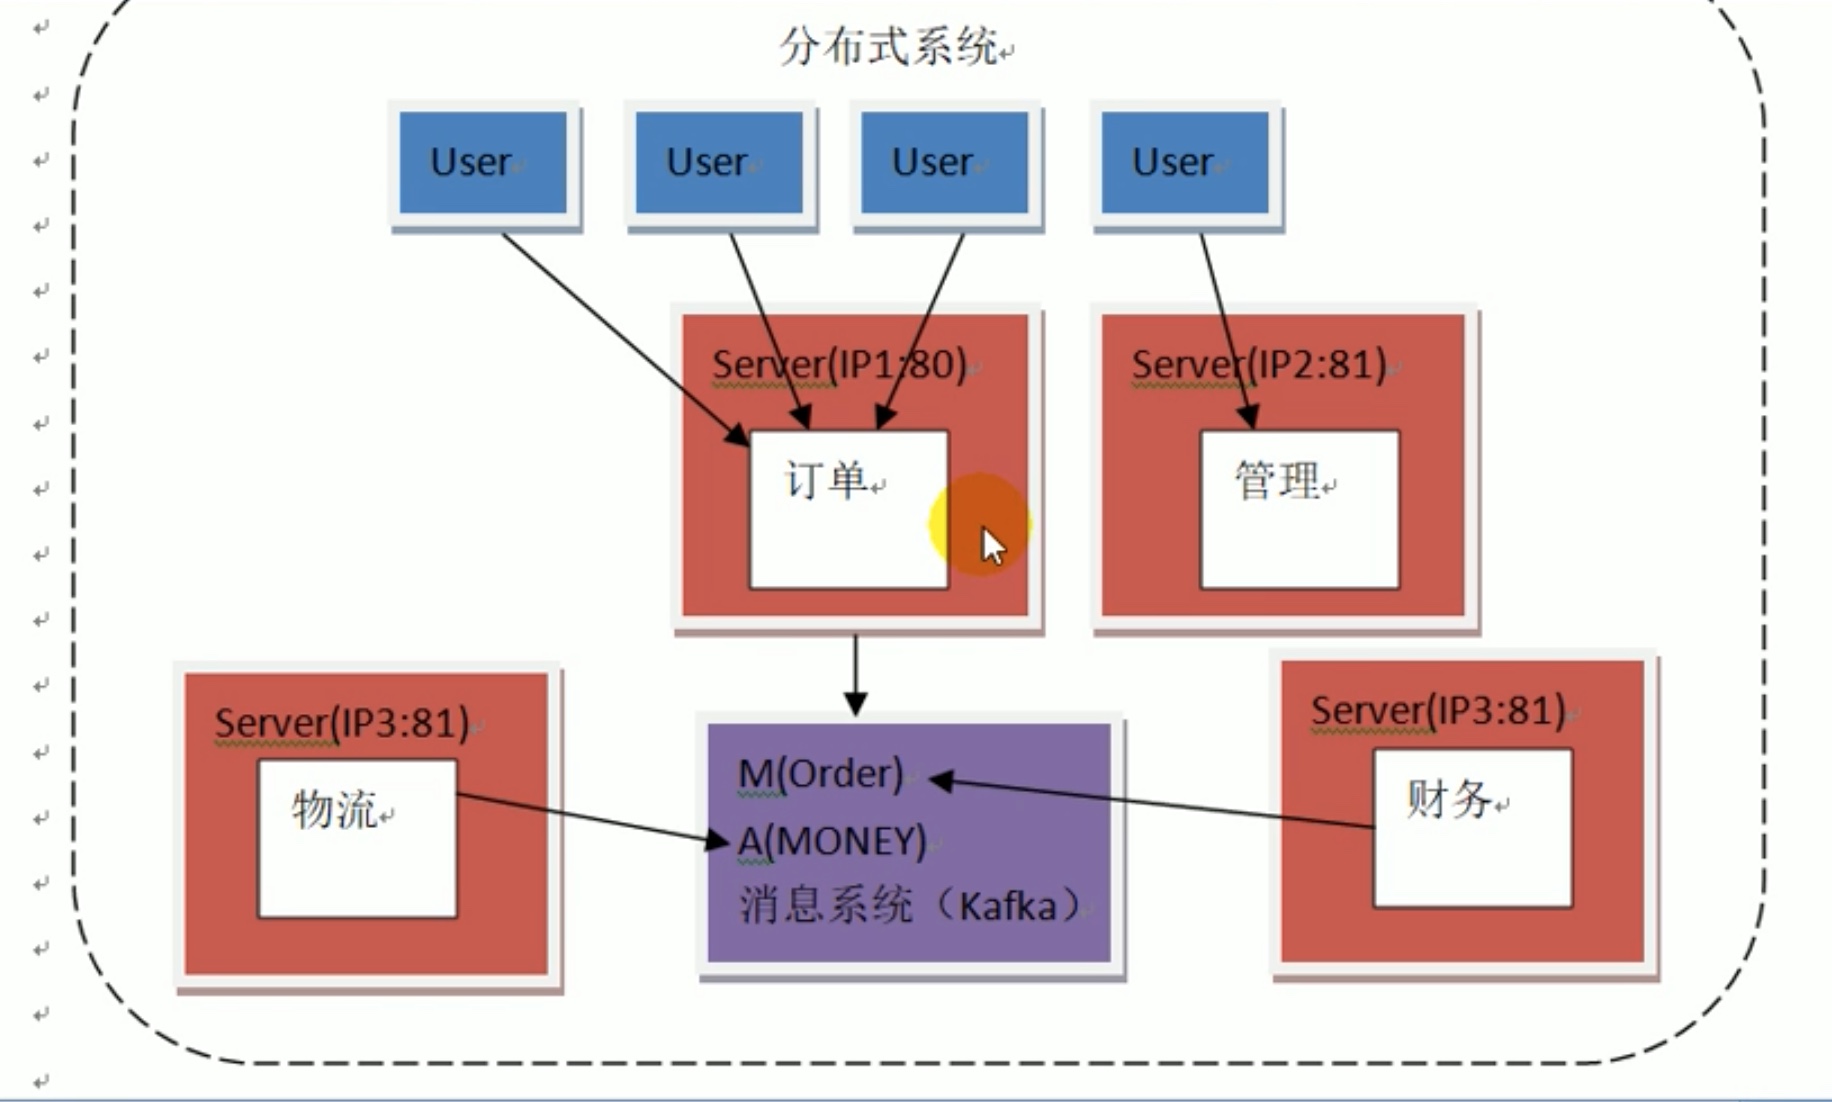 分布式系统
User
User
User
User
Server(IP1:80)
订单
Server(IP2:81)
管理
Server(IP3:81)
物流
M(Order)
A(MONEY)
消息系统（Kafka）
Server(IP3:81)
财务